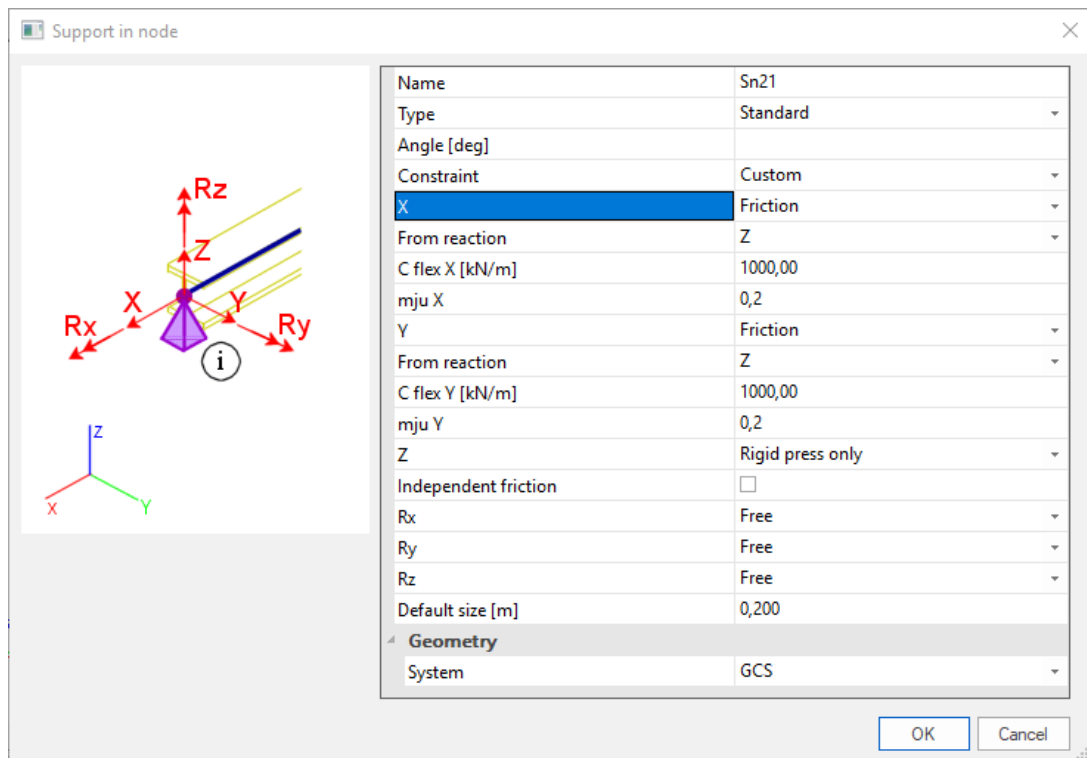 Support in node
Rz
Z
X
Y
Rx
Ry
i
Z
X
Y
Name Sn21
Type Standard
Angle [deg]
Constraint Custom
X Friction
From reaction Z
C flex X [kN/m] 1000,00
mju X 0,2
Y Friction
From reaction Z
C flex Y [kN/m] 1000,00
mju Y 0,2
Z Rigid press only
Independent friction
Rx Free
Ry Free
Rz Free
Default size [m] 0,200
Geometry
System GCS
OK Cancel